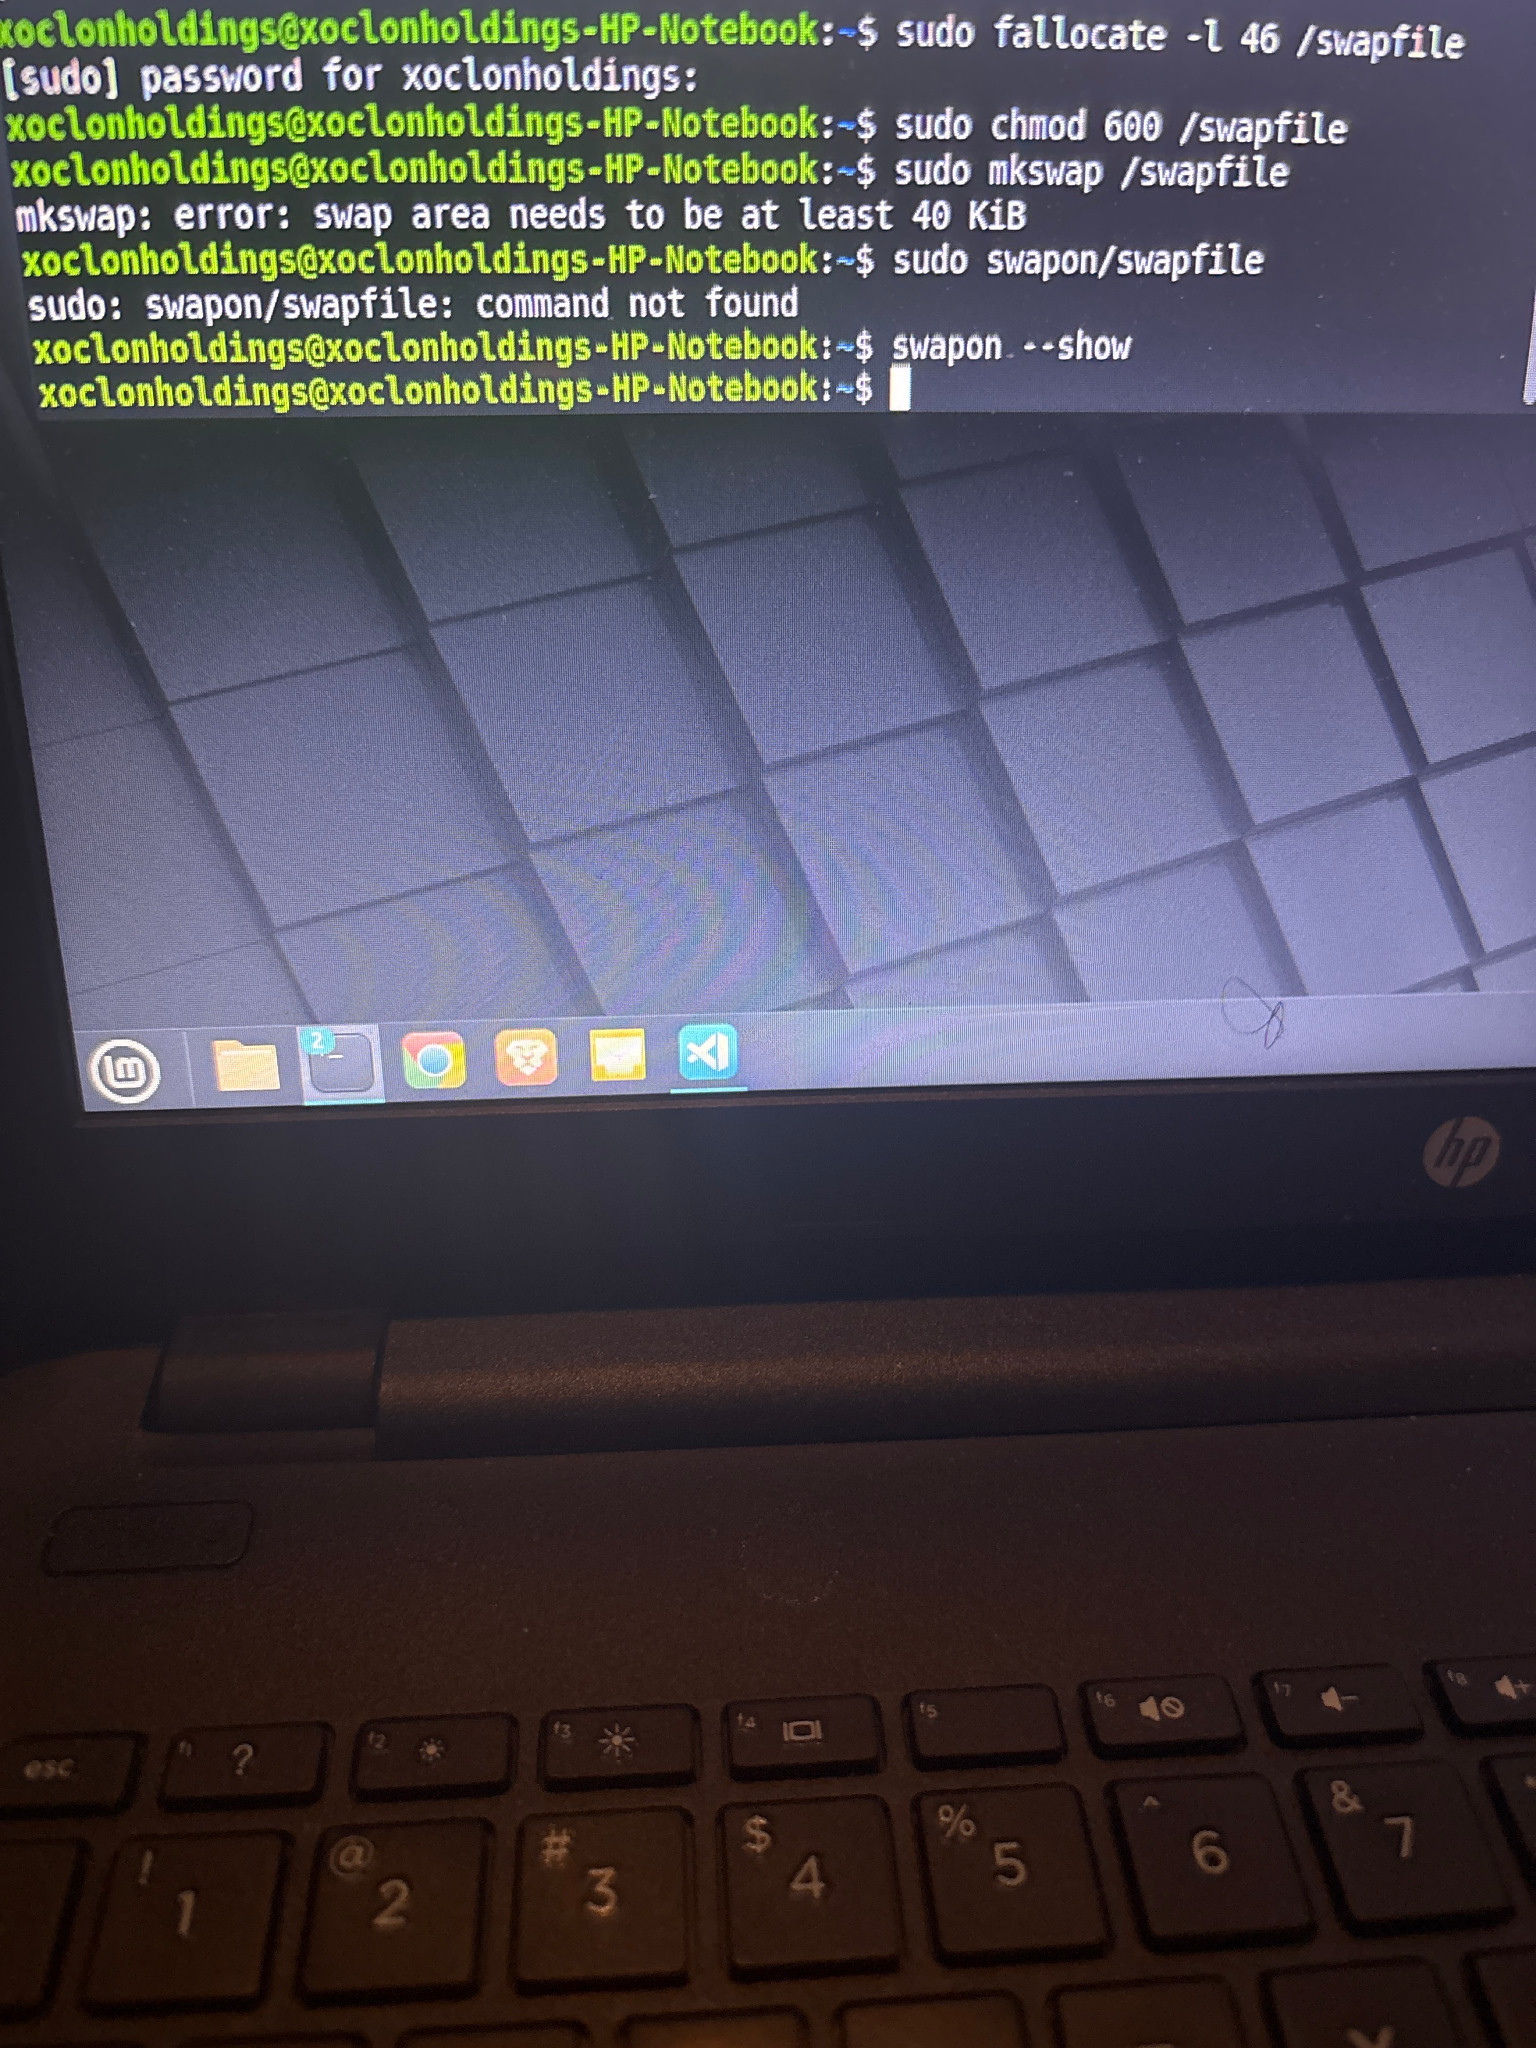 xoclonholdings@xoclonholdings-HP-Notebook:~$ sudo fallocate -l 46 /swapfile
[sudo] password for xoclonholdings:
xoclonholdings@xoclonholdings-HP-Notebook:~$ sudo chmod 600 /swapfile
xoclonholdings@xoclonholdings-HP-Notebook:~$ sudo mkswap /swapfile
mkswap: error: swap area needs to be at least 40 KiB
xoclonholdings@xoclonholdings-HP-Notebook:~$ sudo swapon/swapfile
sudo: swapon/swapfile: command not found
xoclonholdings@xoclonholdings-HP-Notebook:~$ swapon --show
xoclonholdings@xoclonholdings-HP-Notebook:~$
2
hp
esc f1 ? f2 f3 f4 f5 f6 f7 f8
! @ # $ % ^ &
1 2 3 4 5 6 7